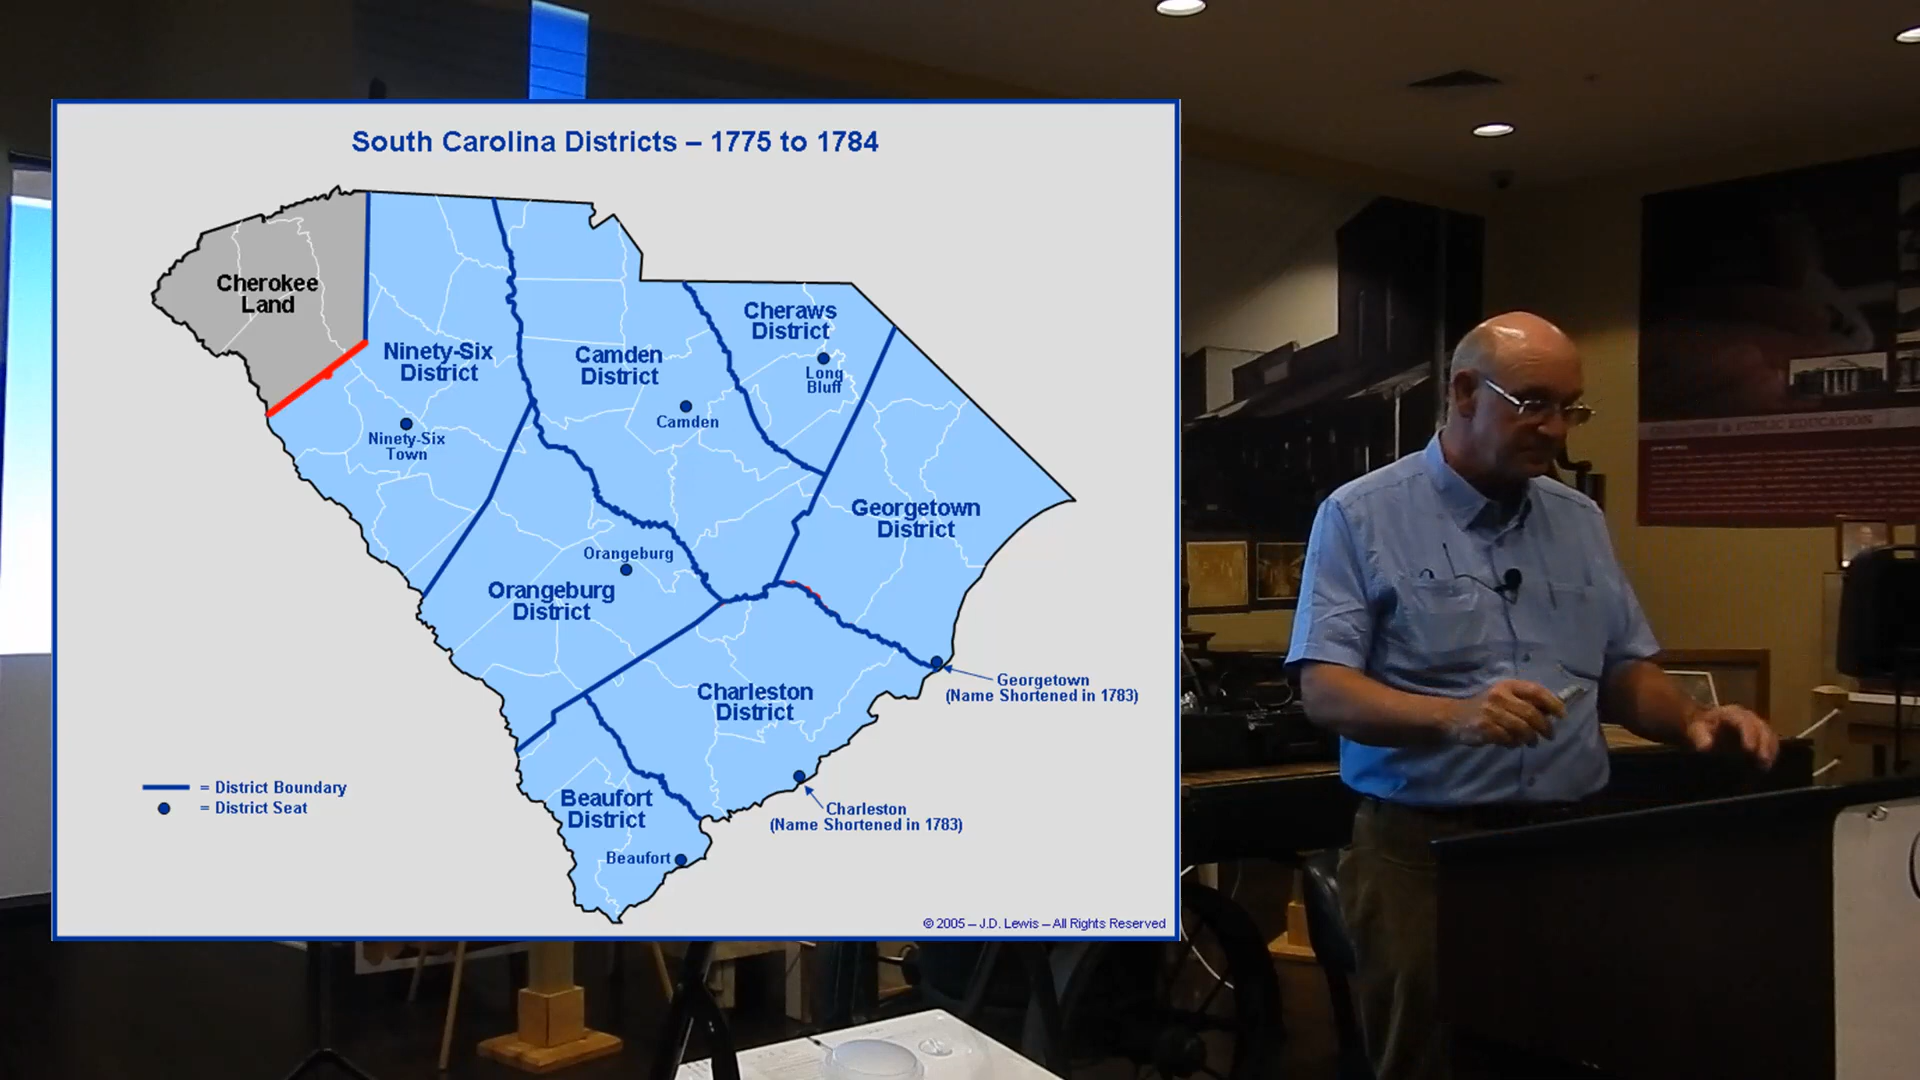 South Carolina Districts – 1775 to 1784
Cherokee
Land
Ninety-Six
District
Ninety-Six
Town
Camden
District
Camden
Cheraws
District
Long
Bluff
Georgetown
District
Orangeburg
Orangeburg
District
Georgetown
(Name Shortened in 1783)
Charleston
District
Charleston
(Name Shortened in 1783)
Beaufort
District
Beaufort
= District Boundary
= District Seat
© 2005 – J.D. Lewis – All Rights Reserved
& PUBLIC EDUCATION